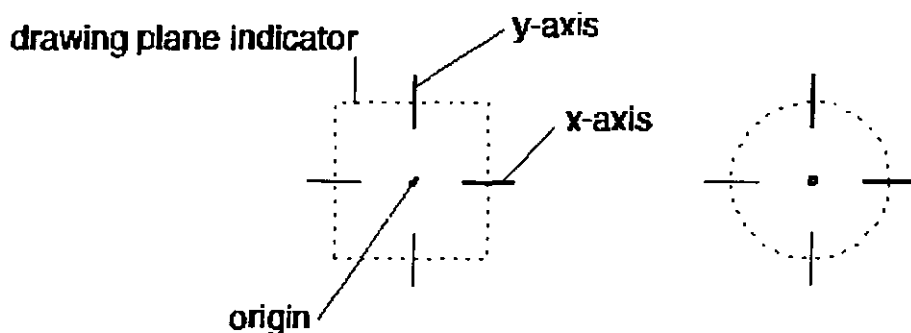 y-axis
drawing plane indicator
x-axis
origin